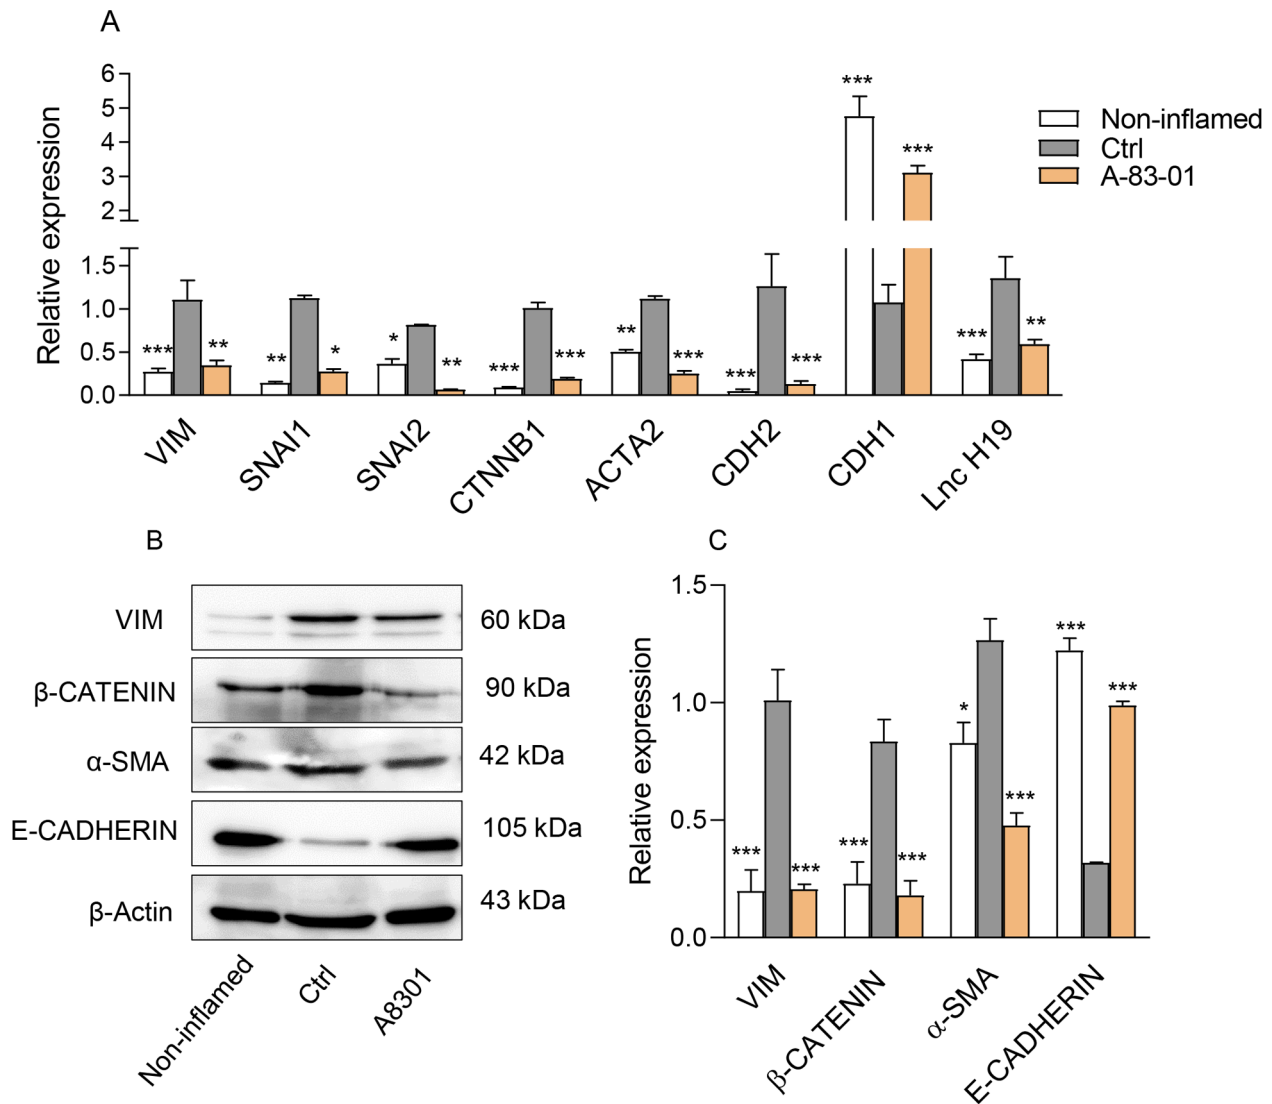 A
Relative expression
6
5
4
3
2
1.5
1.0
0.5
0.0
***
**
**
*
*
**
***
***
**
***
***
***
***
***
***
**
VIM
SNAI1
SNAI2
CTNNB1
ACTA2
CDH2
CDH1
Lnc H19
Non-inflamed
Ctrl
A-83-01
B
VIM
60 kDa
β-CATENIN
90 kDa
α-SMA
42 kDa
E-CADHERIN
105 kDa
β-Actin
43 kDa
Non-inflamed
Ctrl
A8301
C
Relative expression
1.5
1.0
0.5
0.0
***
***
***
***
*
***
***
***
VIM
β-CATENIN
α-SMA
E-CADHERIN